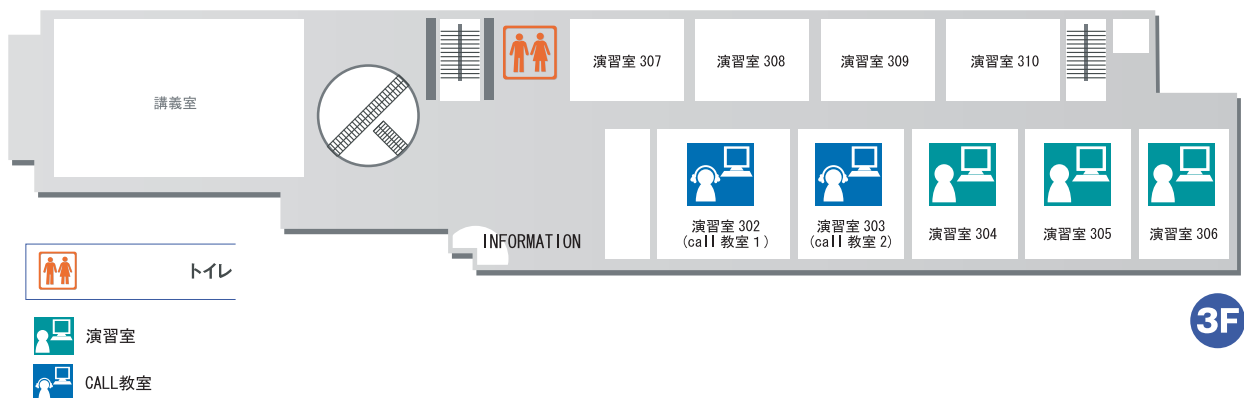 講義室
演習室 307
演習室 308
演習室 309
演習室 310
演習室 302
(call 教室 1)
演習室 303
(call 教室 2)
演習室 304
演習室 305
演習室 306
INFORMATION
トイレ
演習室
CALL教室
3F